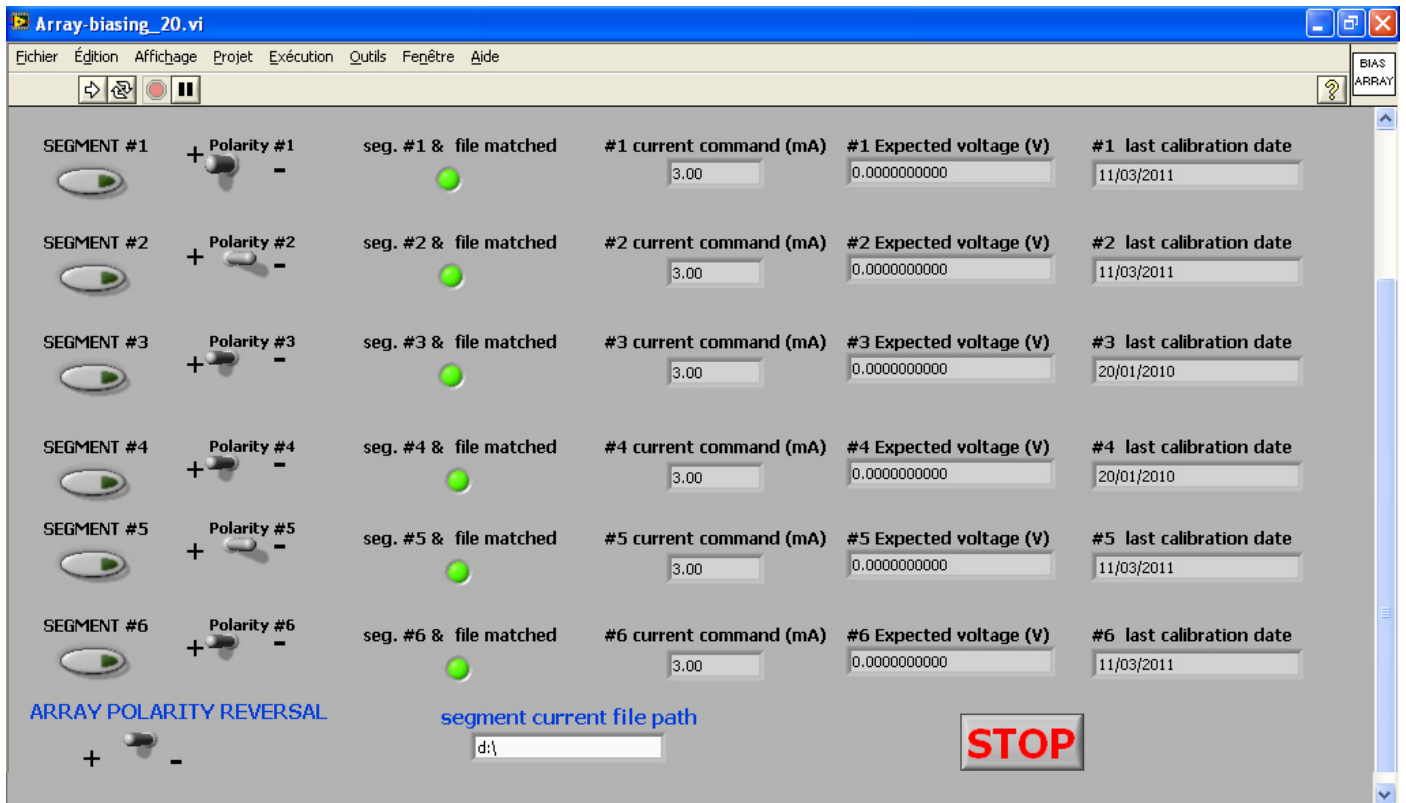 Array-biasing_20.vi
Fichier Édition Affichage Projet Exécution Outils Fenêtre Aide
BIAS
ARRAY
SEGMENT #1 Polarity #1 seg. #1 & file matched #1 current command (mA) #1 Expected voltage (V) #1 last calibration date
+ - 3.00 0.0000000000 11/03/2011
SEGMENT #2 Polarity #2 seg. #2 & file matched #2 current command (mA) #2 Expected voltage (V) #2 last calibration date
+ - 3.00 0.0000000000 11/03/2011
SEGMENT #3 Polarity #3 seg. #3 & file matched #3 current command (mA) #3 Expected voltage (V) #3 last calibration date
+ - 3.00 0.0000000000 20/01/2010
SEGMENT #4 Polarity #4 seg. #4 & file matched #4 current command (mA) #4 Expected voltage (V) #4 last calibration date
+ - 3.00 0.0000000000 20/01/2010
SEGMENT #5 Polarity #5 seg. #5 & file matched #5 current command (mA) #5 Expected voltage (V) #5 last calibration date
+ - 3.00 0.0000000000 11/03/2011
SEGMENT #6 Polarity #6 seg. #6 & file matched #6 current command (mA) #6 Expected voltage (V) #6 last calibration date
+ - 3.00 0.0000000000 11/03/2011
ARRAY POLARITY REVERSAL segment current file path
+ - d:\ STOP